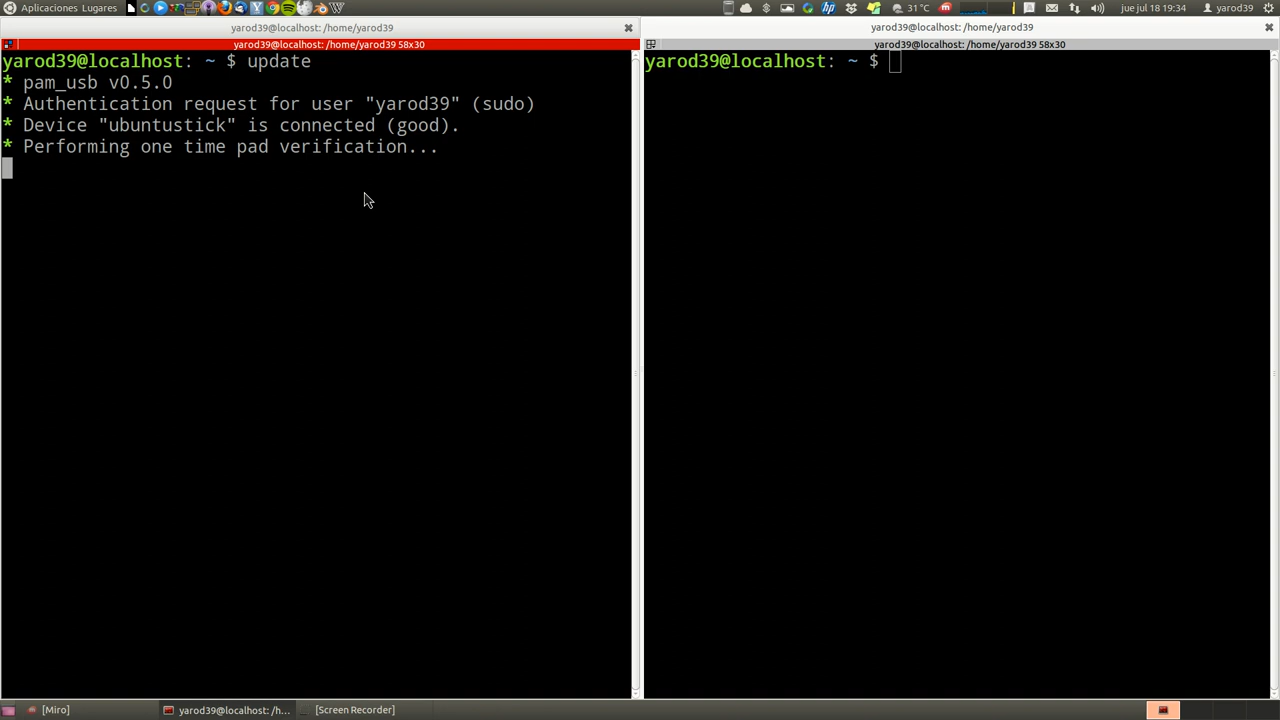 Aplicaciones Lugares
31°C
jue jul 18 19:34
yarod39
yarod39@localhost: /home/yarod39
yarod39@localhost: /home/yarod39 58x30
yarod39@localhost: ~ $ update
* pam_usb v0.5.0
* Authentication request for user "yarod39" (sudo)
* Device "ubuntustick" is connected (good).
* Performing one time pad verification...
yarod39@localhost: /home/yarod39
yarod39@localhost: /home/yarod39 58x30
yarod39@localhost: ~ $
[Miro]
yarod39@localhost: /h...
[Screen Recorder]